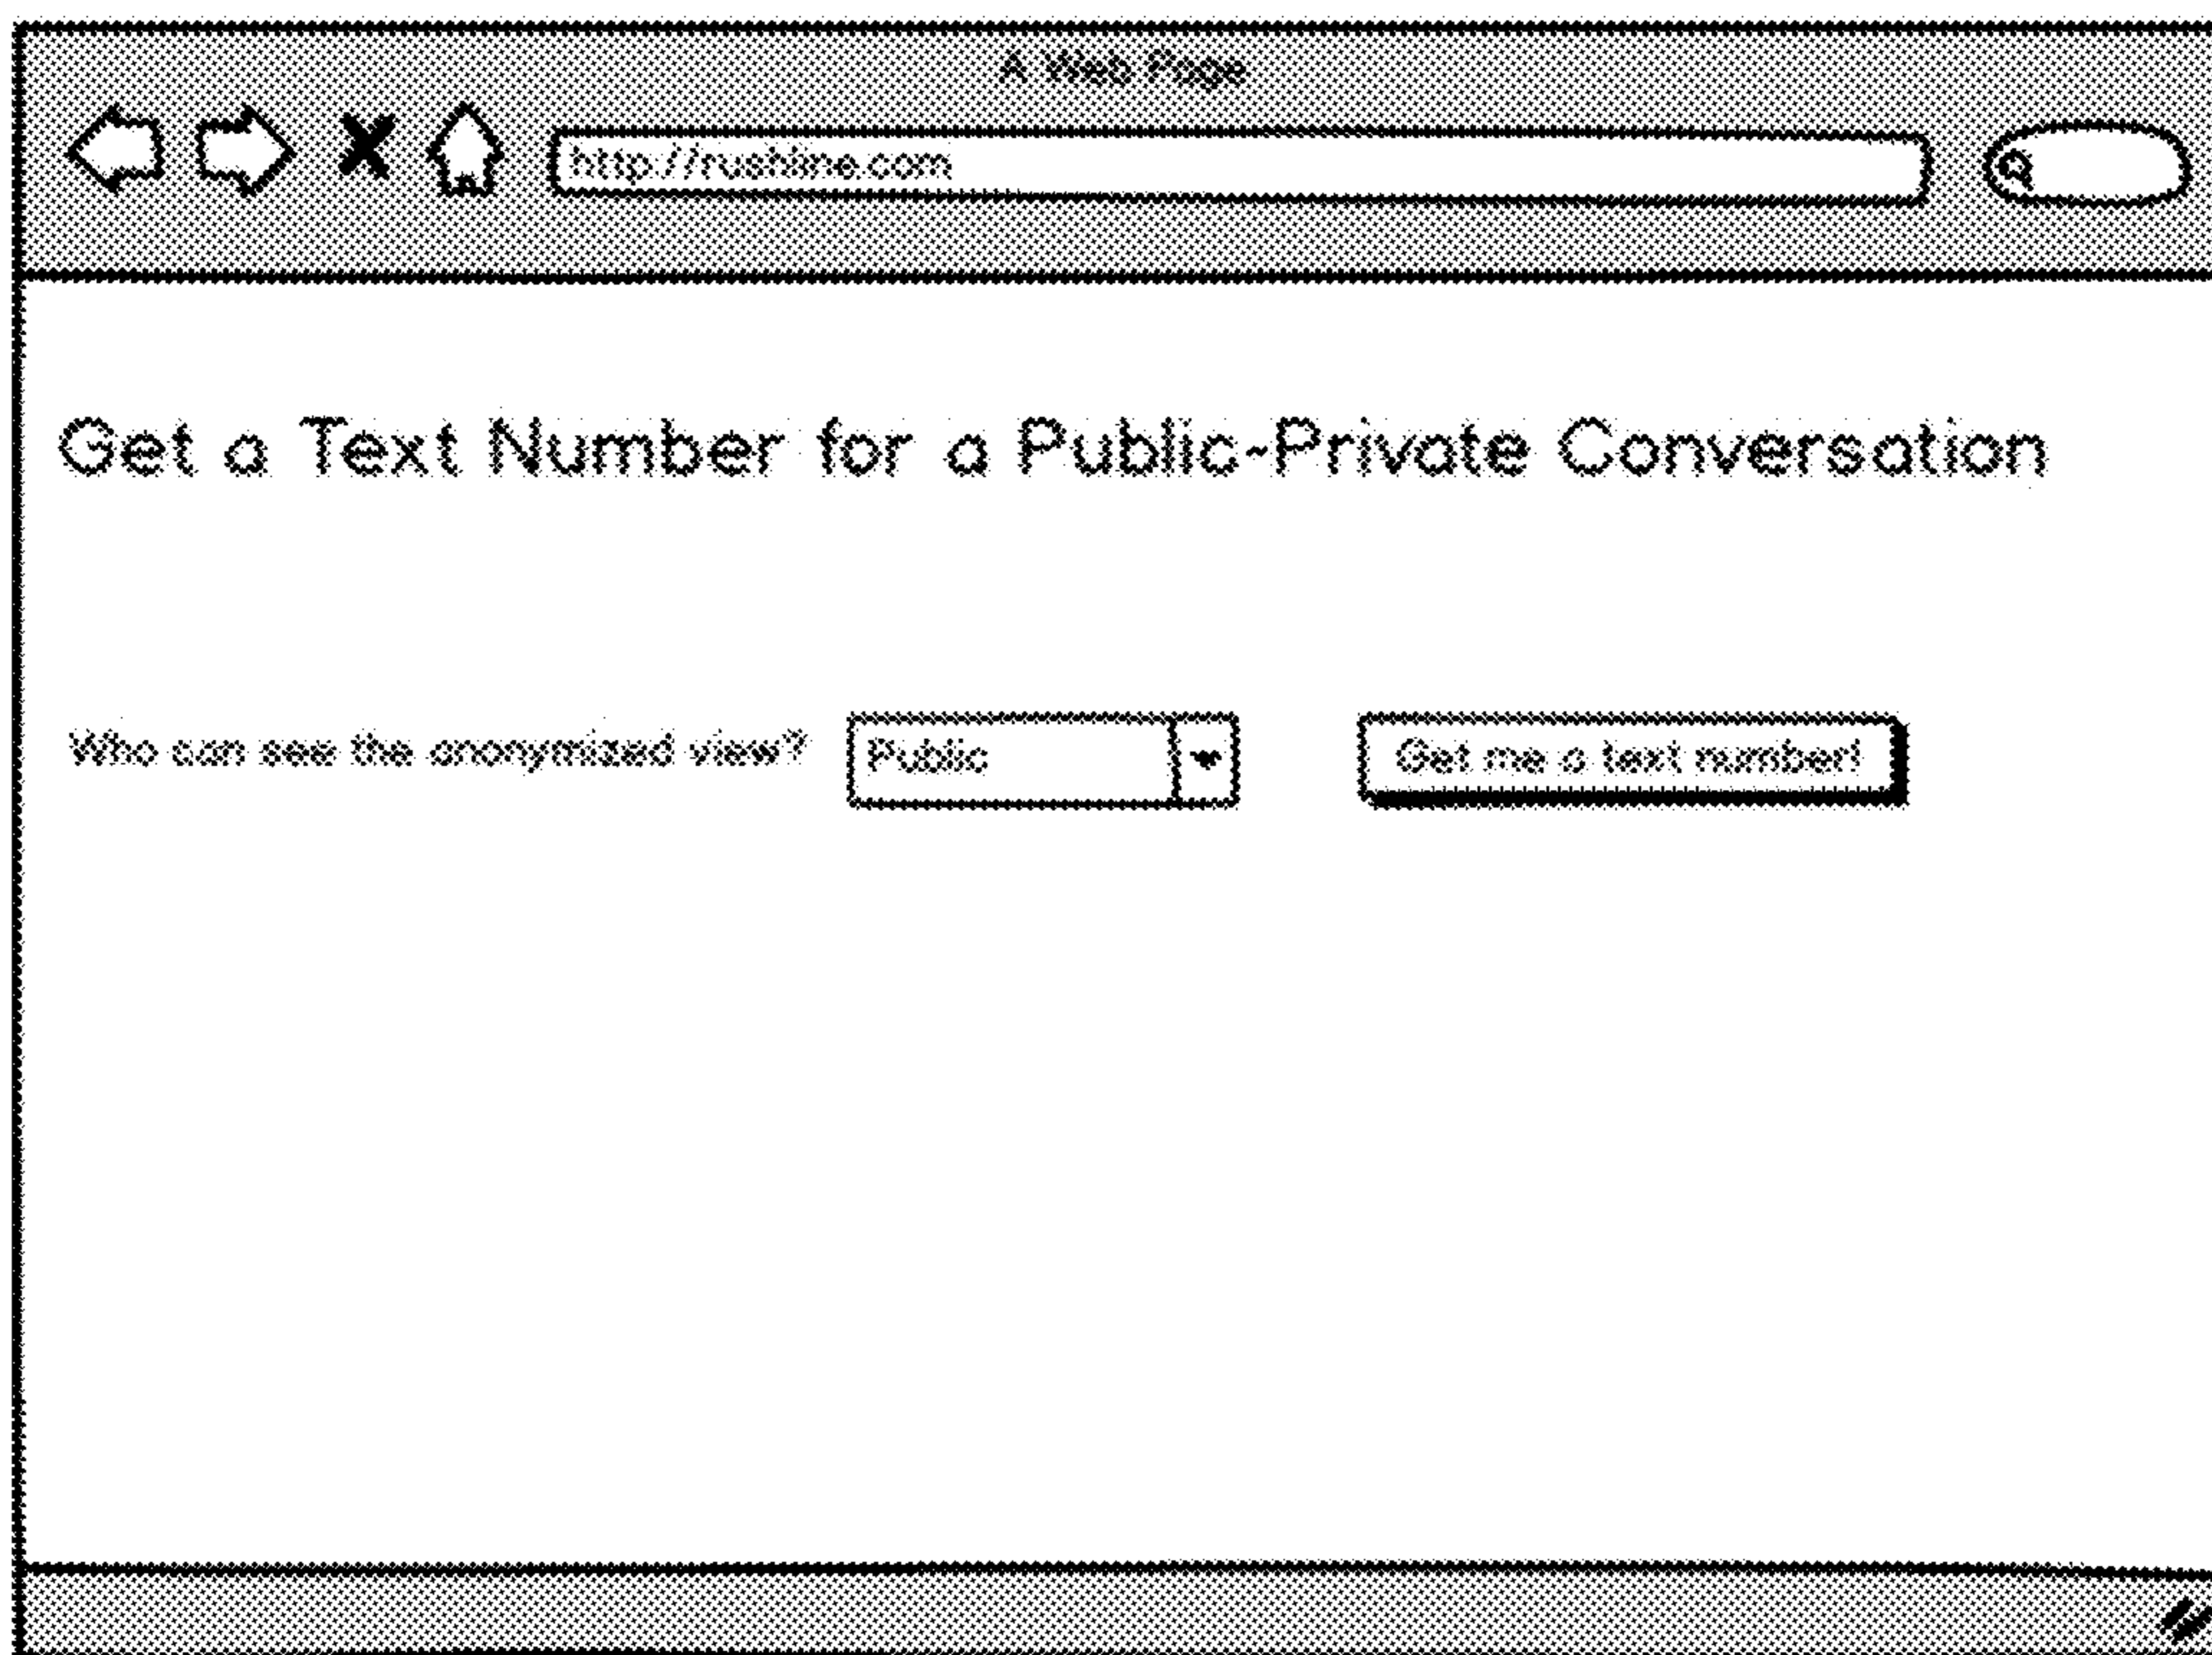 A Web Page
http://rushline.com
Get a Text Number for a Public-Private Conversation
Who can see the anonymized view?
Public
Get me a text number!